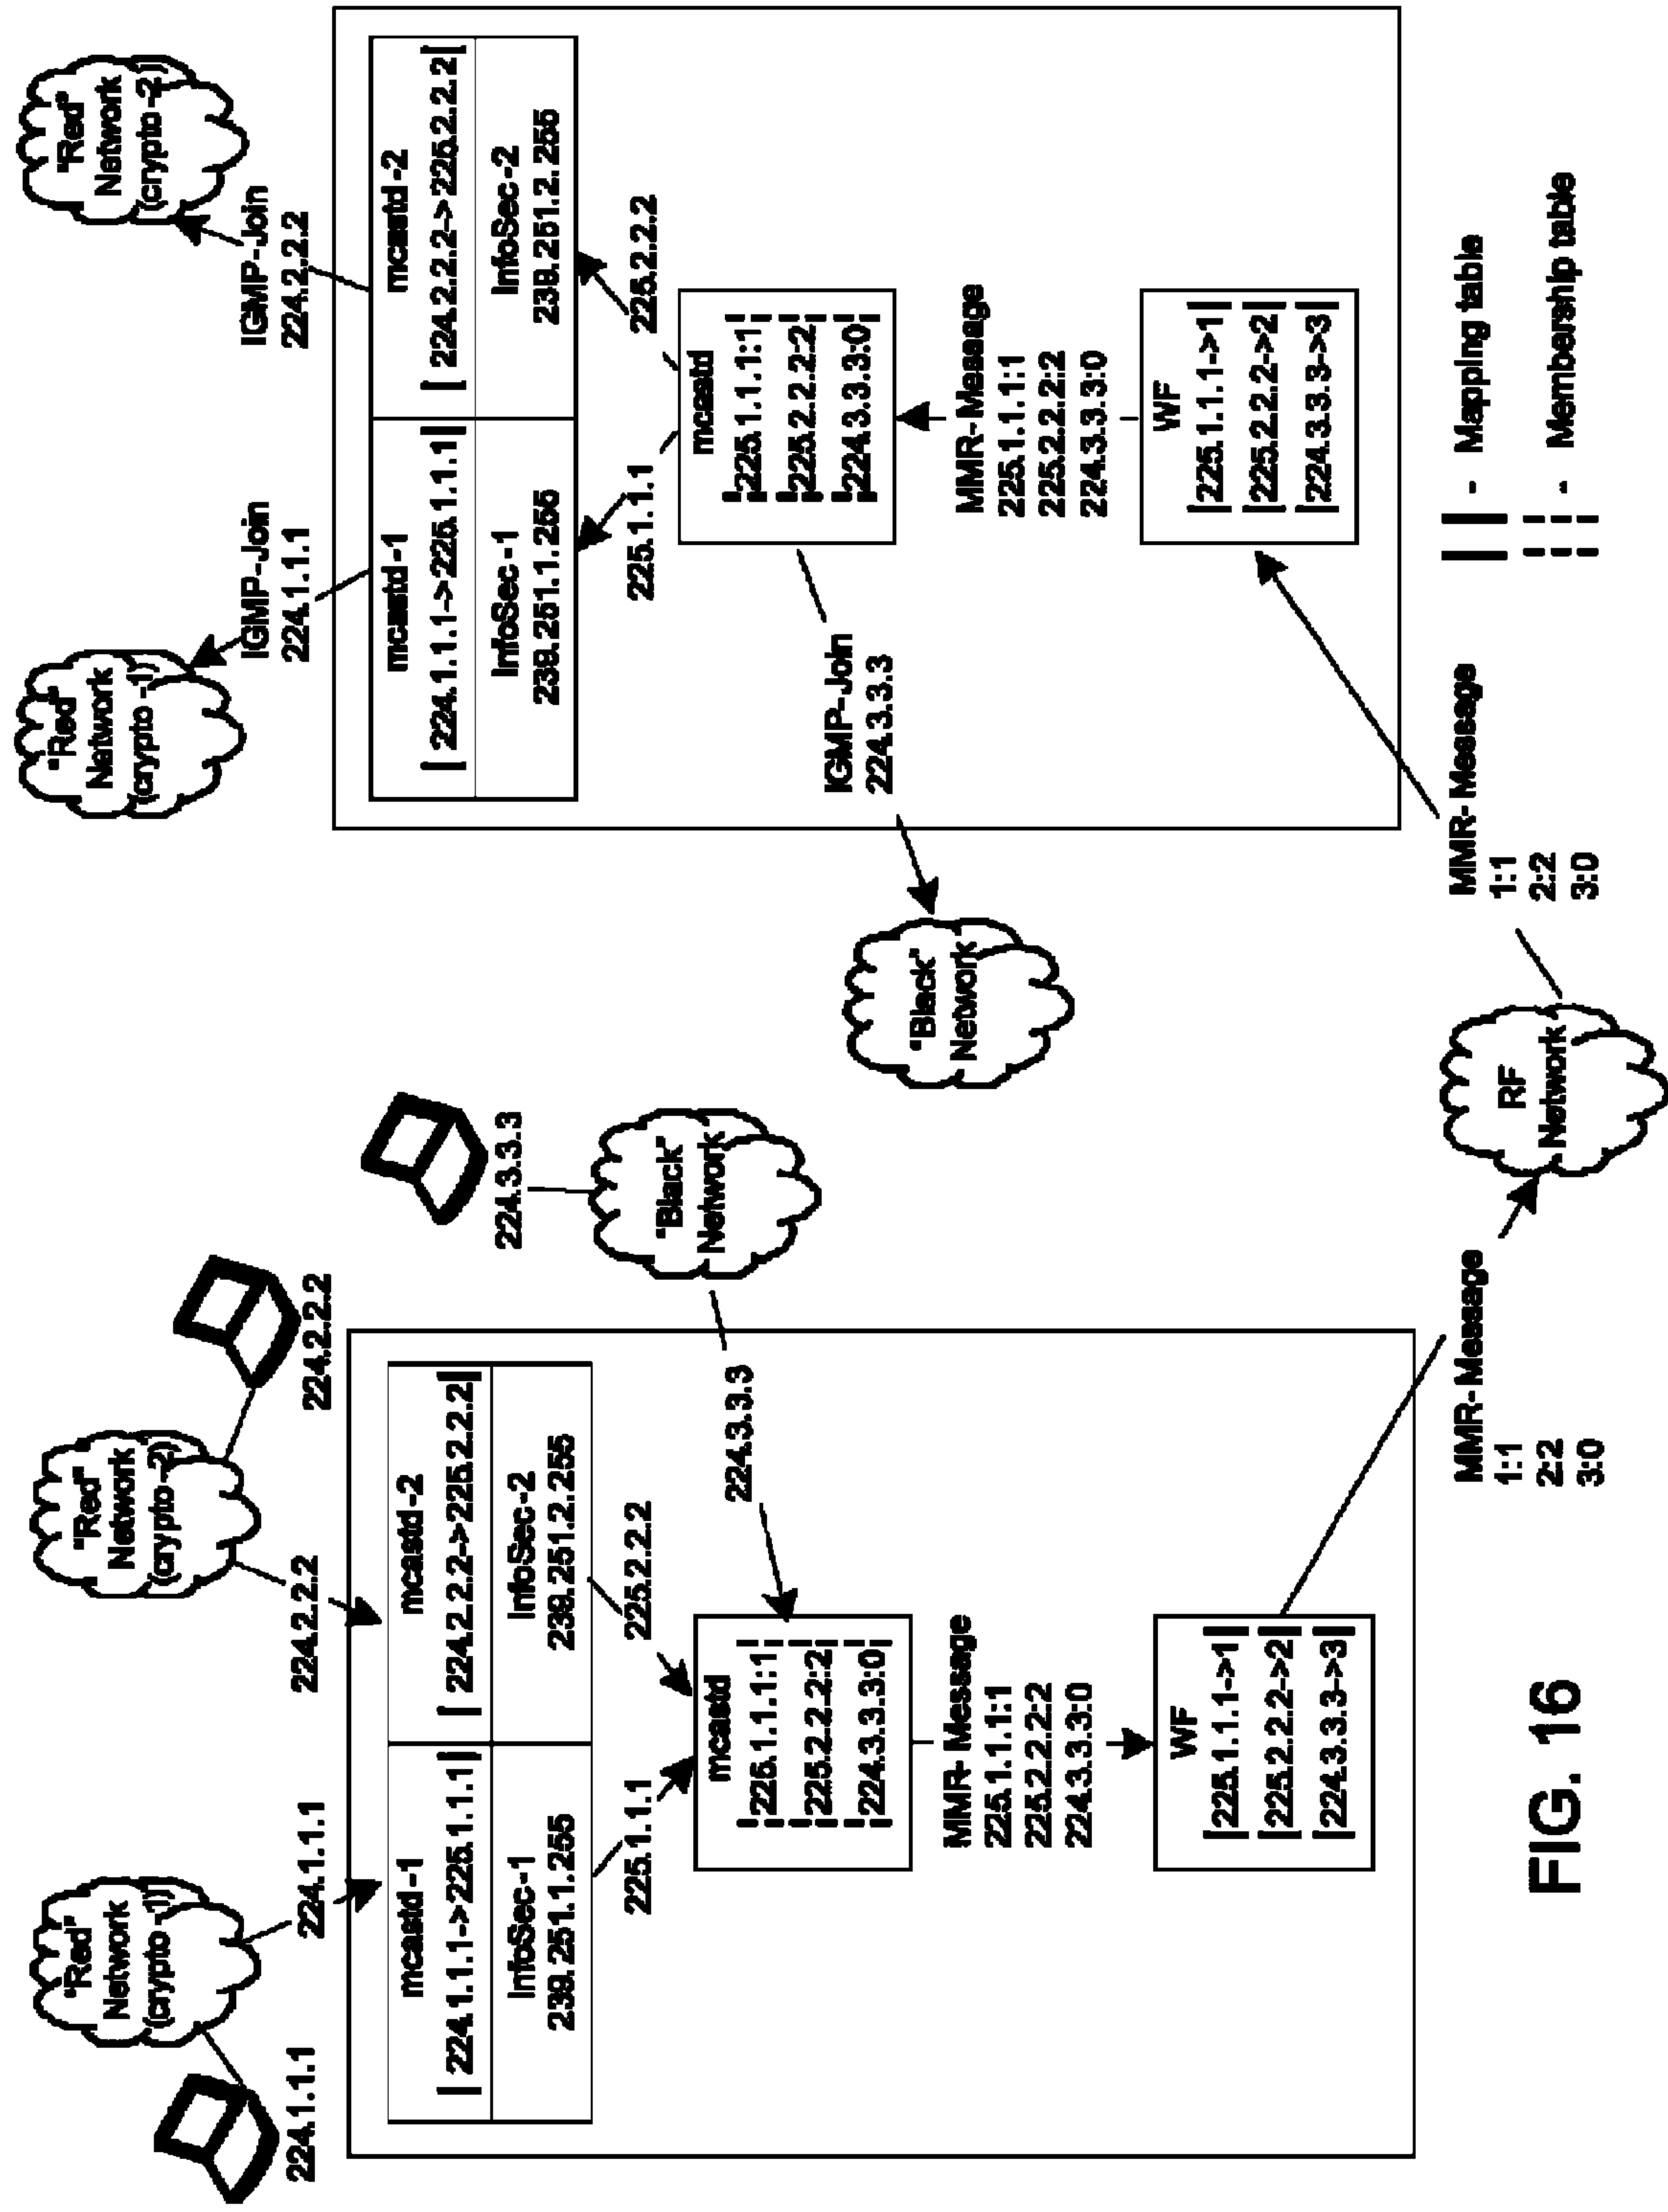 "Red"
Network
(crypto -1)
224.1.1.1
224.1.1.1
"Red"
Network
(crypto -2)
224.2.2.2
224.2.2.2
mcastd -1
| 224.1.1.1->225.1.1.1|
InfoSec -1
239.251.1.255
mcastd -2
| 224.2.2.2->225.2.2.2|
InfoSec -2
239.251.2.255
224.3.3.3
"Black"
Network
225.1.1.1
225.2.2.2
224.3.3.3
mcastd
|225.1.1.1:1|
|225.2.2.2:2|
|224.3.3.3:0|
MMR- Message
225.1.1.1:1
225.2.2.2:2
224.3.3.3:0
WF
|225.1.1.1->1|
|225.2.2.2->2|
|224.3.3.3->3|
MMR- Message
1:1
2:2
3:0
RF
Network
"Red"
Network
(crypto -1)
IGMP-Join
224.1.1.1
"Red"
Network
(crypto -2)
IGMP-Join
224.2.2.2
mcastd -1
| 224.1.1.1->225.1.1.1|
InfoSec -1
239.251.1.255
mcastd -2
| 224.2.2.2->225.2.2.2|
InfoSec -2
239.251.2.255
225.1.1.1
225.2.2.2
mcastd
|225.1.1.1:1|
|225.2.2.2:2|
|224.3.3.3:0|
IGMP-Join
224.3.3.3
"Black"
Network
MMR- Message
225.1.1.1:1
225.2.2.2:2
224.3.3.3:0
WF
|225.1.1.1->1|
|225.2.2.2->2|
|224.3.3.3->3|
MMR- Message
1:1
2:2
3:0
| | - Mapping table
¦ ¦ - Membership table
FIG. 16